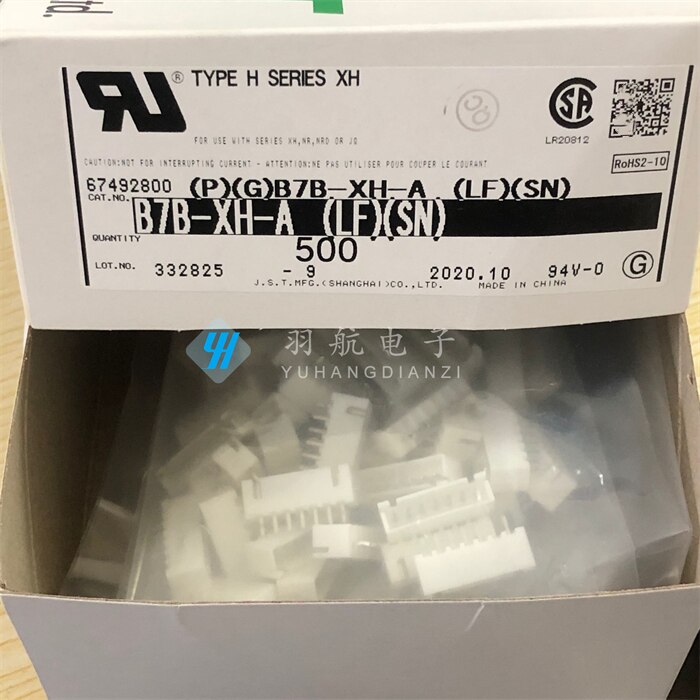 td.
RU ® TYPE H SERIES XH
SA
LR20812
FOR USE WITH SERIES XH,NR,NRD OR JQ
CAUTION:NOT FOR INTERRUPTING CURRENT - ATTENTION:NE PAS UTILISER POUR COUPER LE COURANT
RoHS2-10
67492800 (P)(G)B7B-XH-A (LF)(SN)
CAT.NO. B7B-XH-A (LF)(SN)
QUANTITY 500
LOT.NO. 332825 - 9 2020.10 94V-0 G
J.S.T.MFG.(SHANGHAI)CO.,LTD. MADE IN CHINA
羽航电子
YUHANGDIANZI